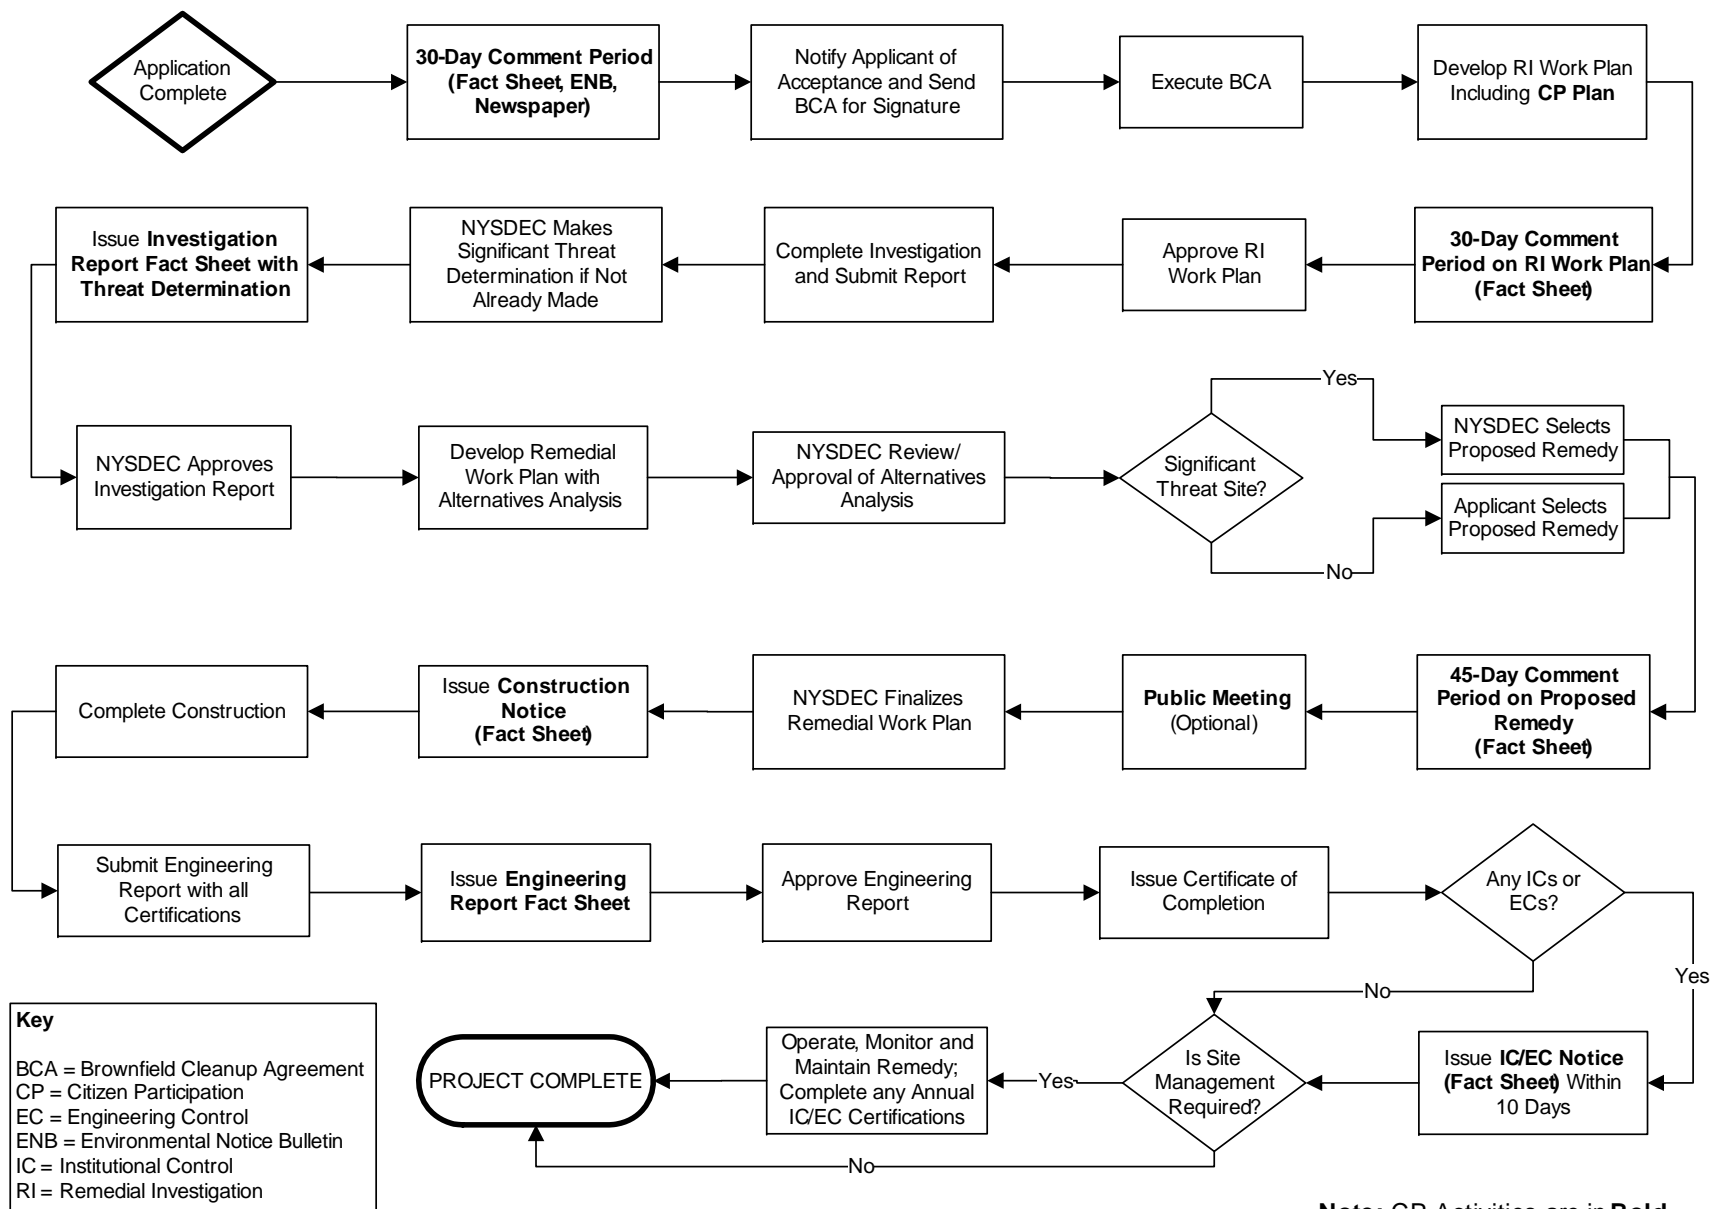 Application
Complete
30-Day Comment Period
(Fact Sheet, ENB,
Newspaper)
Notify Applicant of
Acceptance and Send
BCA for Signature
Execute BCA
Develop RI Work Plan
Including CP Plan
30-Day Comment
Period on RI Work Plan
(Fact Sheet)
Approve RI
Work Plan
Complete Investigation
and Submit Report
NYSDEC Makes
Significant Threat
Determination if Not
Already Made
Issue Investigation
Report Fact Sheet with
Threat Determination
NYSDEC Approves
Investigation Report
Develop Remedial
Work Plan with
Alternatives Analysis
NYSDEC Review/
Approval of Alternatives
Analysis
Significant
Threat Site?
Yes
No
NYSDEC Selects
Proposed Remedy
Applicant Selects
Proposed Remedy
45-Day Comment
Period on Proposed
Remedy
(Fact Sheet)
Public Meeting
(Optional)
NYSDEC Finalizes
Remedial Work Plan
Issue Construction
Notice
(Fact Sheet)
Complete Construction
Submit Engineering
Report with all
Certifications
Issue Engineering
Report Fact Sheet
Approve Engineering
Report
Issue Certificate of
Completion
Any ICs or
ECs?
Yes
No
Issue IC/EC Notice
(Fact Sheet) Within
10 Days
Is Site
Management
Required?
Yes
No
Operate, Monitor and
Maintain Remedy;
Complete any Annual
IC/EC Certifications
PROJECT COMPLETE
Key
BCA = Brownfield Cleanup Agreement
CP = Citizen Participation
EC = Engineering Control
ENB = Environmental Notice Bulletin
IC = Institutional Control
RI = Remedial Investigation
Note: CP Activities are in Bold